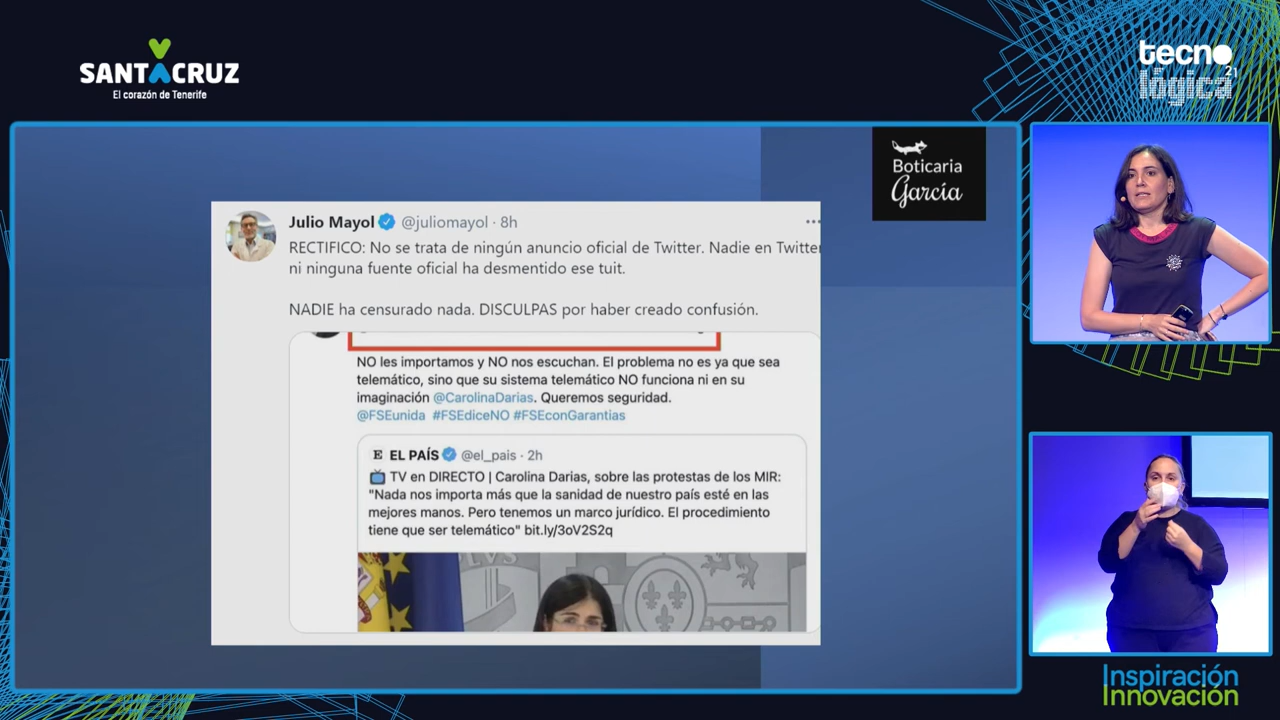 SANTACRUZ
El corazón de Tenerife
tecno
lógica
21
Boticaria
García
Julio Mayol @juliomayol · 8h
RECTIFICO: No se trata de ningún anuncio oficial de Twitter. Nadie en Twitter
ni ninguna fuente oficial ha desmentido ese tuit.
NADIE ha censurado nada. DISCULPAS por haber creado confusión.
NO les importamos y NO nos escuchan. El problema no es ya que sea
telemático, sino que su sistema telemático NO funciona ni en su
imaginación @CarolinaDarias. Queremos seguridad.
@FSEunida #FSEdiceNO #FSEconGarantias
EL PAÍS @el_pais · 2h
TV en DIRECTO | Carolina Darias, sobre las protestas de los MIR:
"Nada nos importa más que la sanidad de nuestro país esté en las
mejores manos. Pero tenemos un marco jurídico. El procedimiento
tiene que ser telemático" bit.ly/3oV2S2q
Inspiración
Innovación